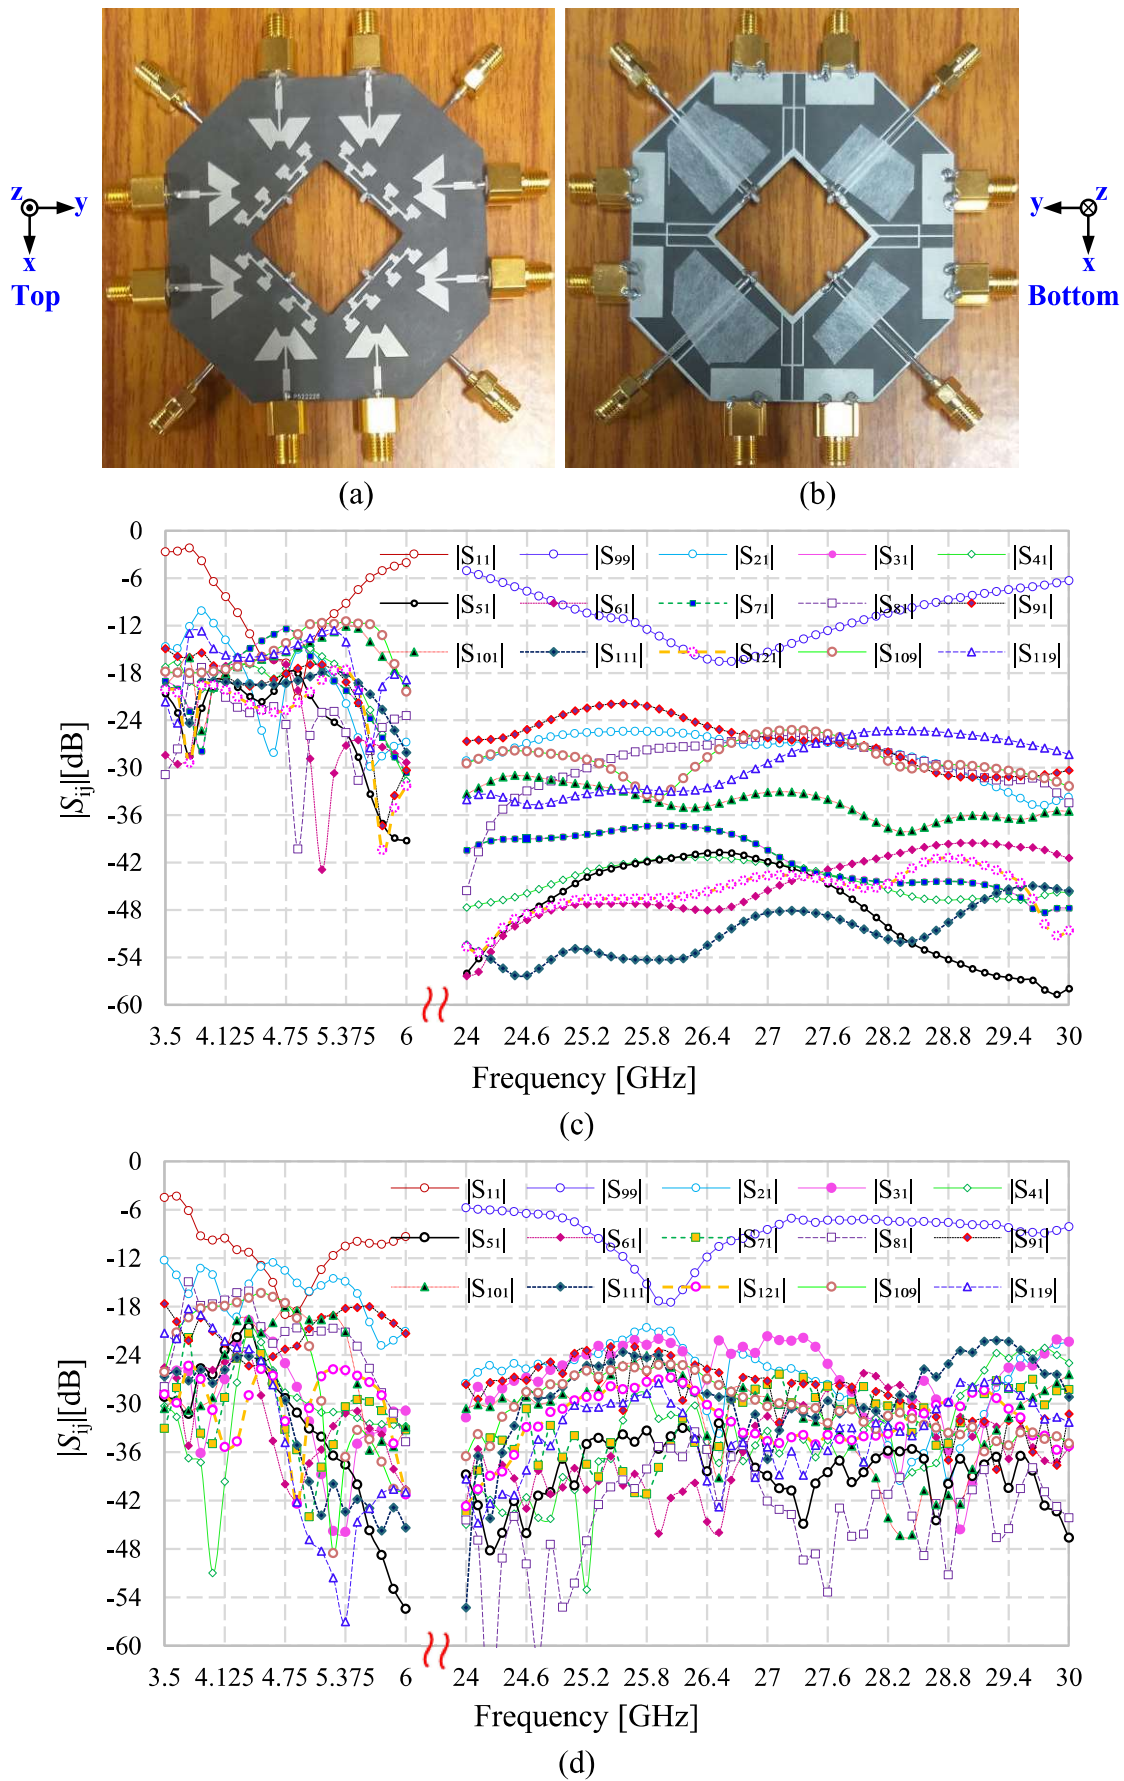 z y
x
Top
y z
x
Bottom
(a) (b)
0
-6
-12
-18
-24
-30
-36
-42
-48
-54
-60
|Sij|[dB]
|S11| |S99| |S21| |S31| |S41|
|S51| |S61| |S71| |S81| |S91|
|S101| |S111| |S121| |S109| |S119|
3.5 4.125 4.75 5.375 6 24 24.6 25.2 25.8 26.4 27 27.6 28.2 28.8 29.4 30
Frequency [GHz]
(c)
0
-6
-12
-18
-24
-30
-36
-42
-48
-54
-60
|Sij|[dB]
|S11| |S99| |S21| |S31| |S41|
|S51| |S61| |S71| |S81| |S91|
|S101| |S111| |S121| |S109| |S119|
3.5 4.125 4.75 5.375 6 24 24.6 25.2 25.8 26.4 27 27.6 28.2 28.8 29.4 30
Frequency [GHz]
(d)